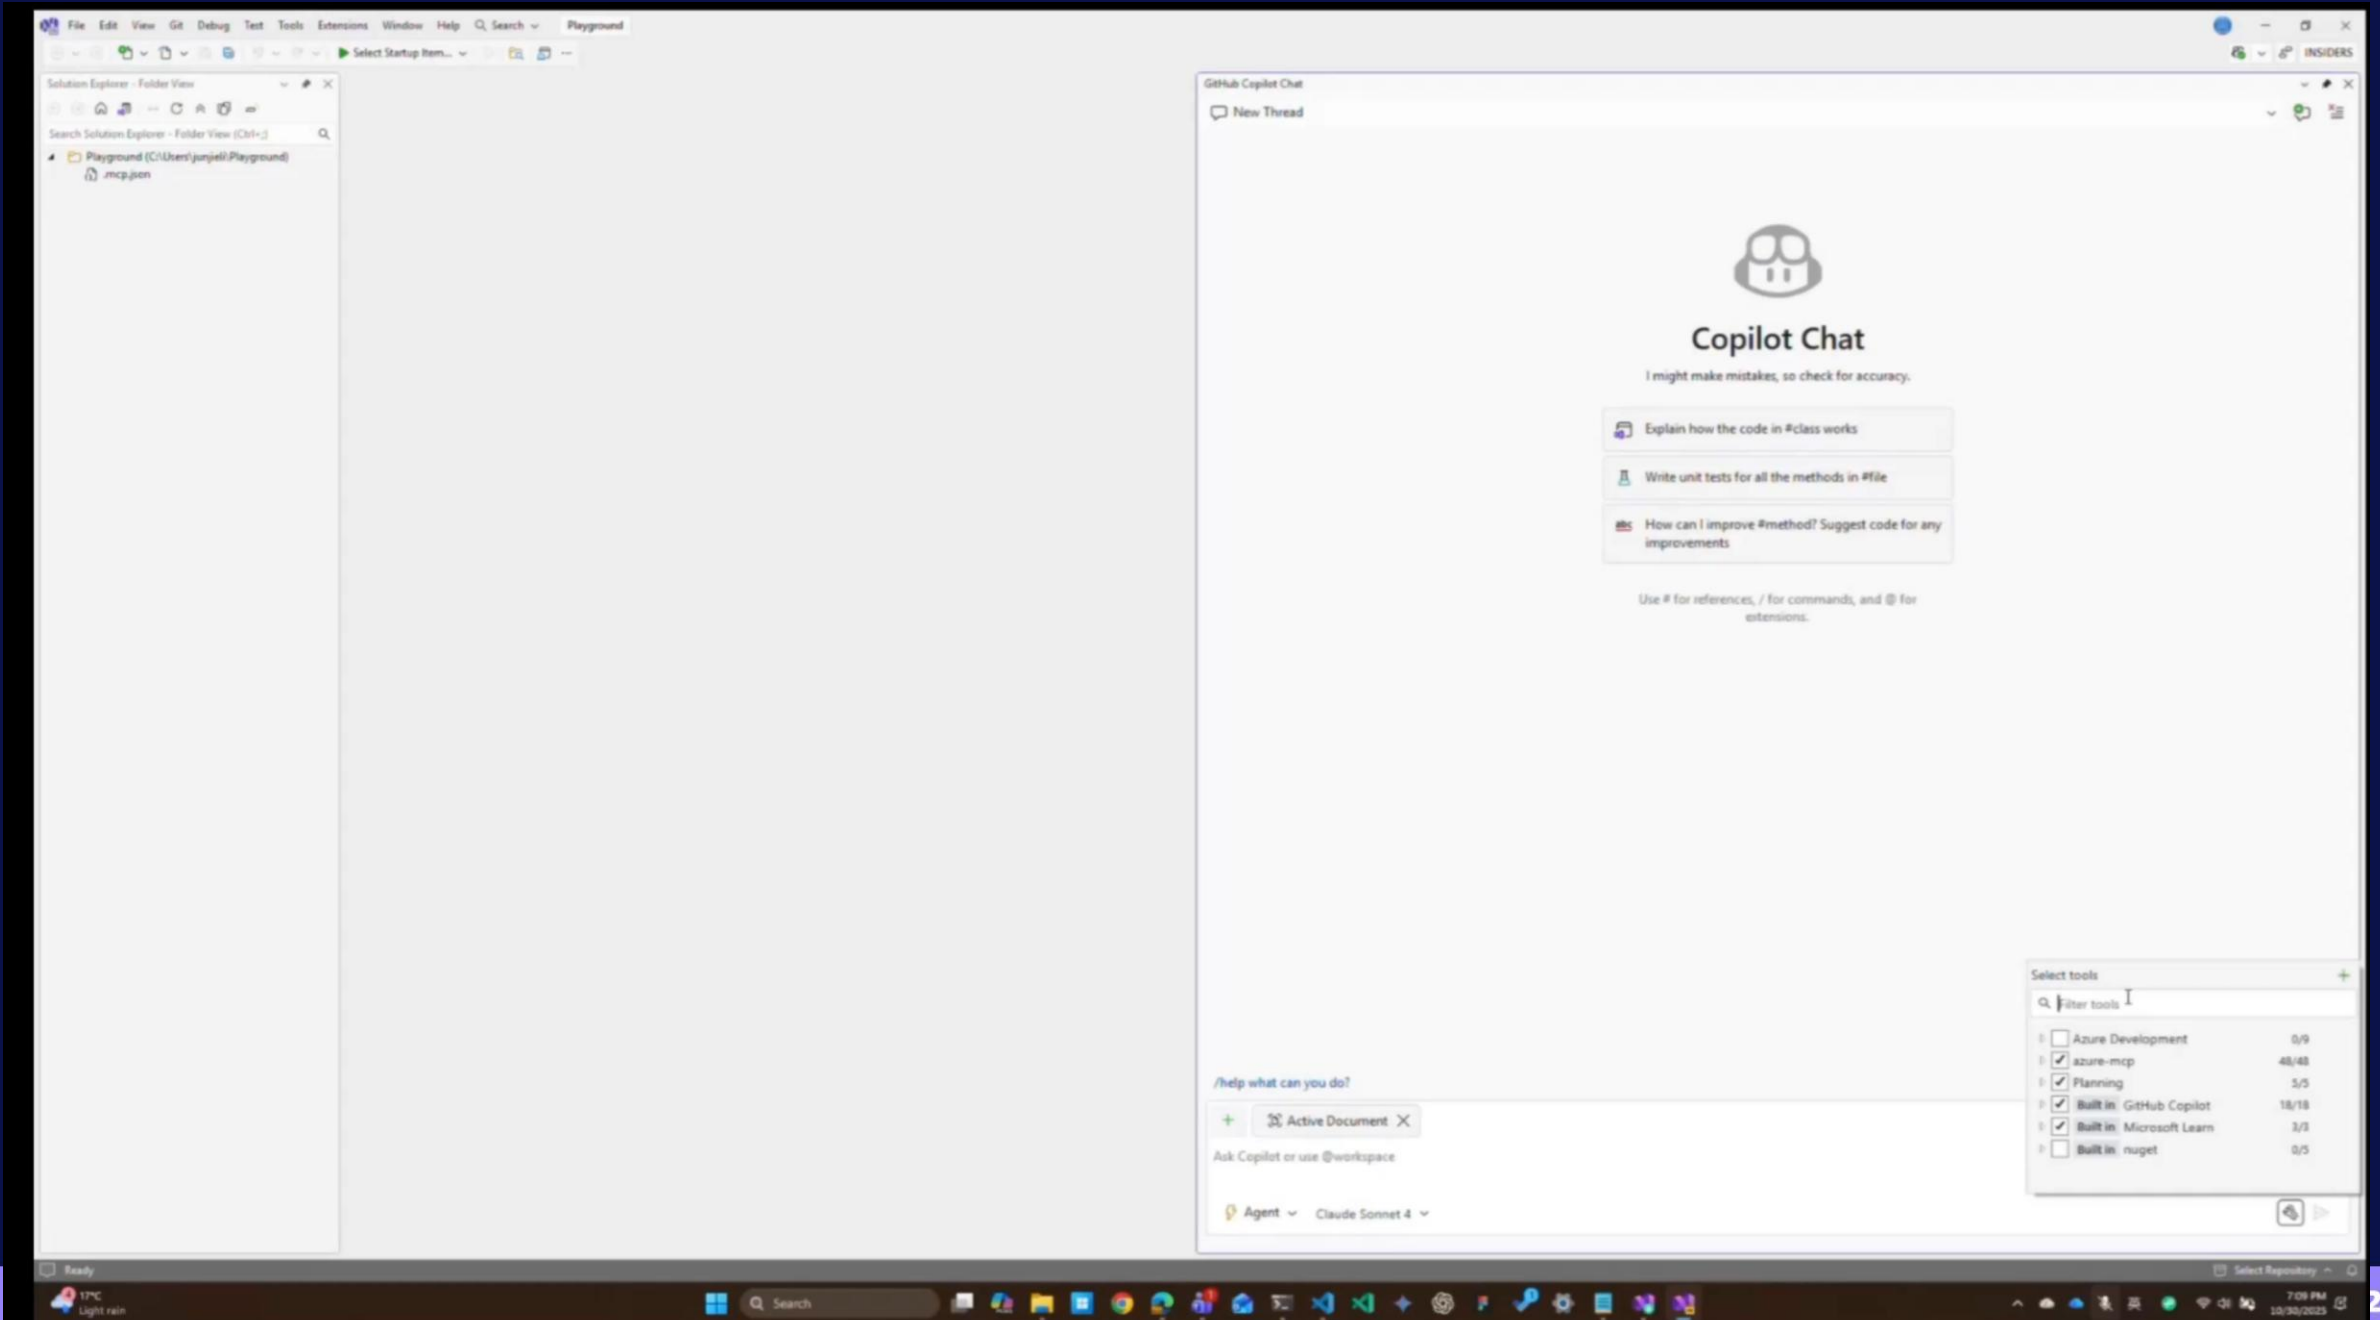 File Edit View Git Debug Test Tools Extensions Window Help Search Playground
Select Startup Item...
INSIDERS
Solution Explorer - Folder View
Search Solution Explorer - Folder View (Ctrl+;)
Playground (C:\Users\junjieli\Playground)
.mcp.json
GitHub Copilot Chat
New Thread
Copilot Chat
I might make mistakes, so check for accuracy.
Explain how the code in #class works
Write unit tests for all the methods in #file
abc
How can I improve #method? Suggest code for any
improvements
Use # for references, / for commands, and @ for
extensions.
Select tools
Filter tools
Azure Development 0/9
azure-mcp 48/48
Planning 5/5
Built in GitHub Copilot 18/18
Built in Microsoft Learn 3/3
Built in nuget 0/5
/help what can you do?
Active Document
Ask Copilot or use @workspace
Agent Claude Sonnet 4
Ready
Select Repository
17°C
Light rain
Search
英
7:09 PM
10/30/2025